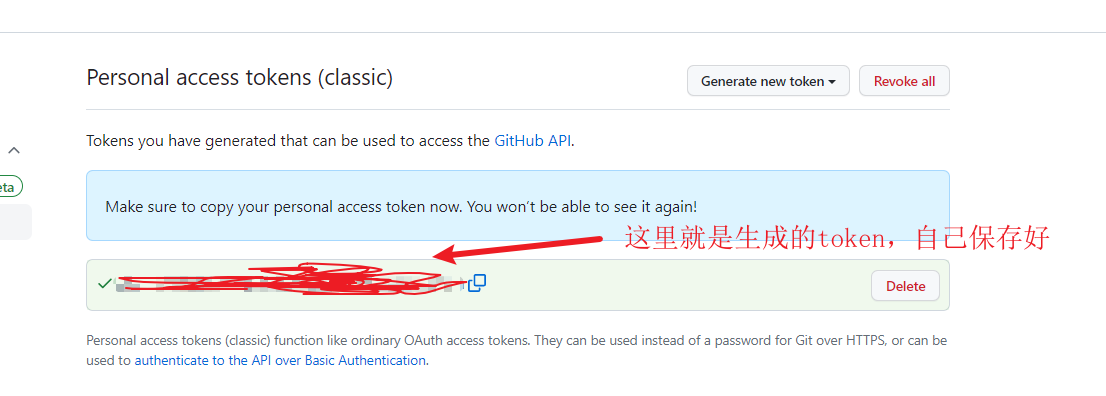 Personal access tokens (classic)
Generate new token
Revoke all
Tokens you have generated that can be used to access the GitHub API.
eta
Make sure to copy your personal access token now. You won't be able to see it again!
这里就是生成的token，自己保存好
Delete
Personal access tokens (classic) function like ordinary OAuth access tokens. They can be used instead of a password for Git over HTTPS, or can be
used to authenticate to the API over Basic Authentication.